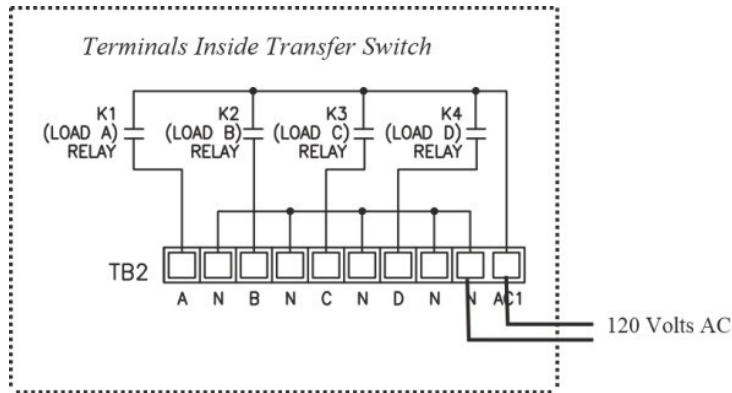 Terminals Inside Transfer Switch
K1
(LOAD A)
RELAY
K2
(LOAD B)
RELAY
K3
(LOAD C)
RELAY
K4
(LOAD D)
RELAY
TB2
A N B N C N D N N AC1
120 Volts AC